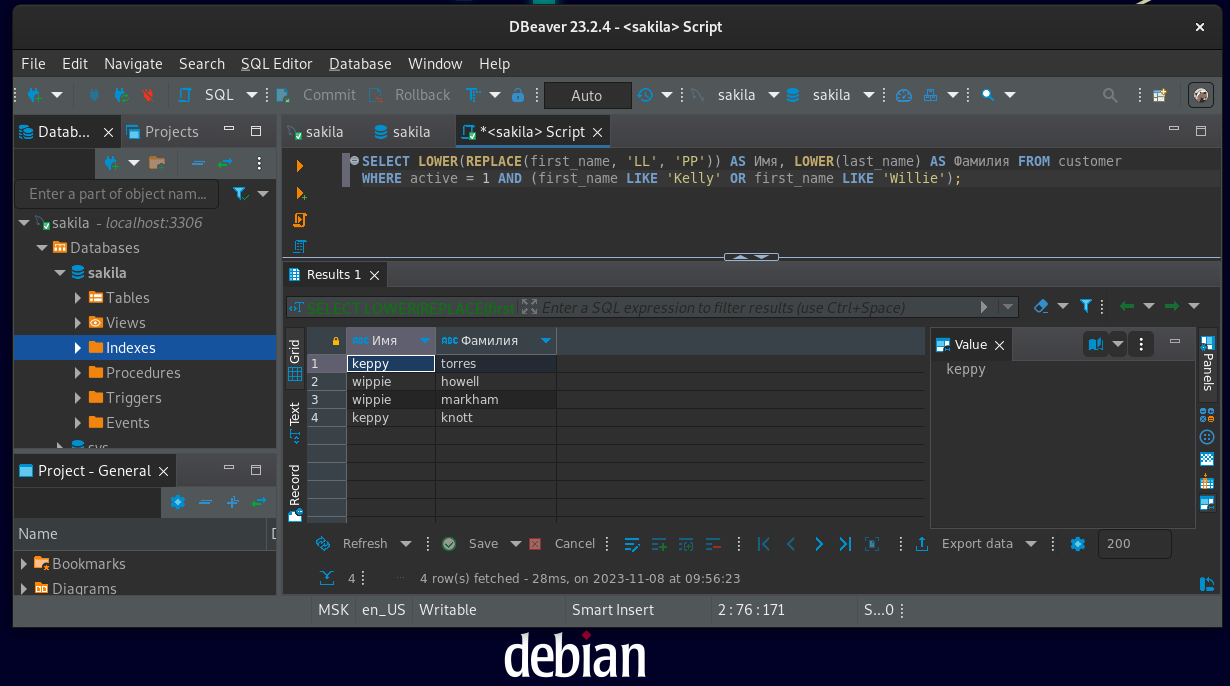 DBeaver 23.2.4 - <sakila> Script
File Edit Navigate Search SQL Editor Database Window Help
SQL Commit Rollback Auto sakila sakila
Datab... Projects
sakila sakila *<sakila> Script
Enter a part of object nam...
sakila - localhost:3306
Databases
sakila
Tables
Views
Indexes
Procedures
Triggers
Events
sys
SELECT LOWER(REPLACE(first_name, 'LL', 'PP')) AS Имя, LOWER(last_name) AS Фамилия FROM customer
WHERE active = 1 AND (first_name LIKE 'Kelly' OR first_name LIKE 'Willie');
Results 1
SELECT LOWER(REPLACE(first Enter a SQL expression to filter results (use Ctrl+Space)
Grid
Text
Record
ABC Имя ABC Фамилия
1 keppy torres
2 wippie howell
3 wippie markham
4 keppy knott
Value
keppy
Panels
Project - General
Name D
Bookmarks
Diagrams
Refresh Save Cancel Export data 200
4 4 row(s) fetched - 28ms, on 2023-11-08 at 09:56:23
MSK en_US Writable Smart Insert 2 : 76 : 171 S...0
debian